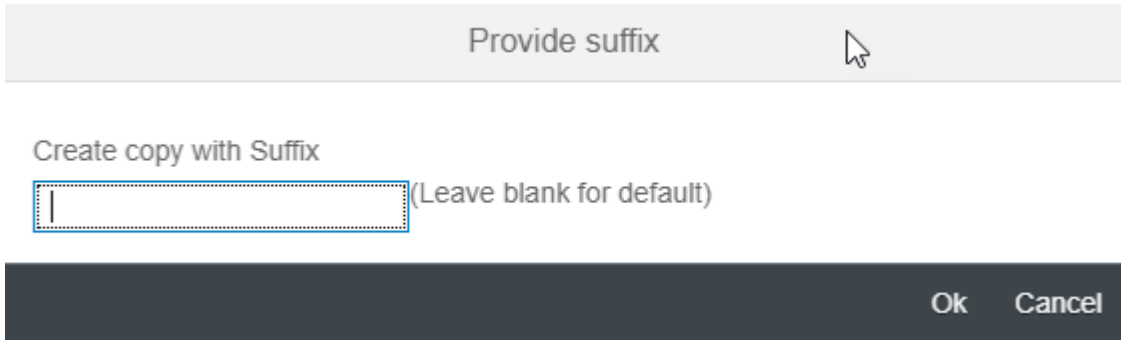 Provide suffix
Create copy with Suffix
(Leave blank for default)
Ok Cancel